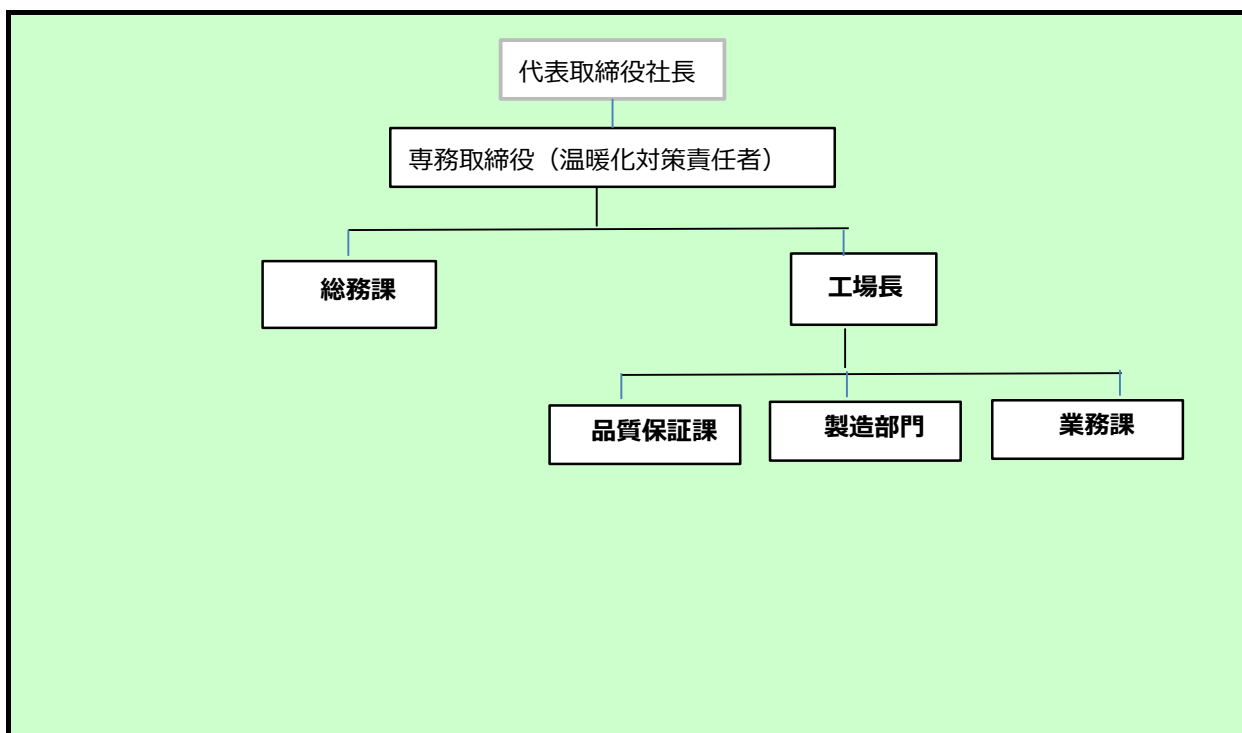 代表取締役社長
専務取締役（温暖化対策責任者）
総務課
工場長
品質保証課
製造部門
業務課